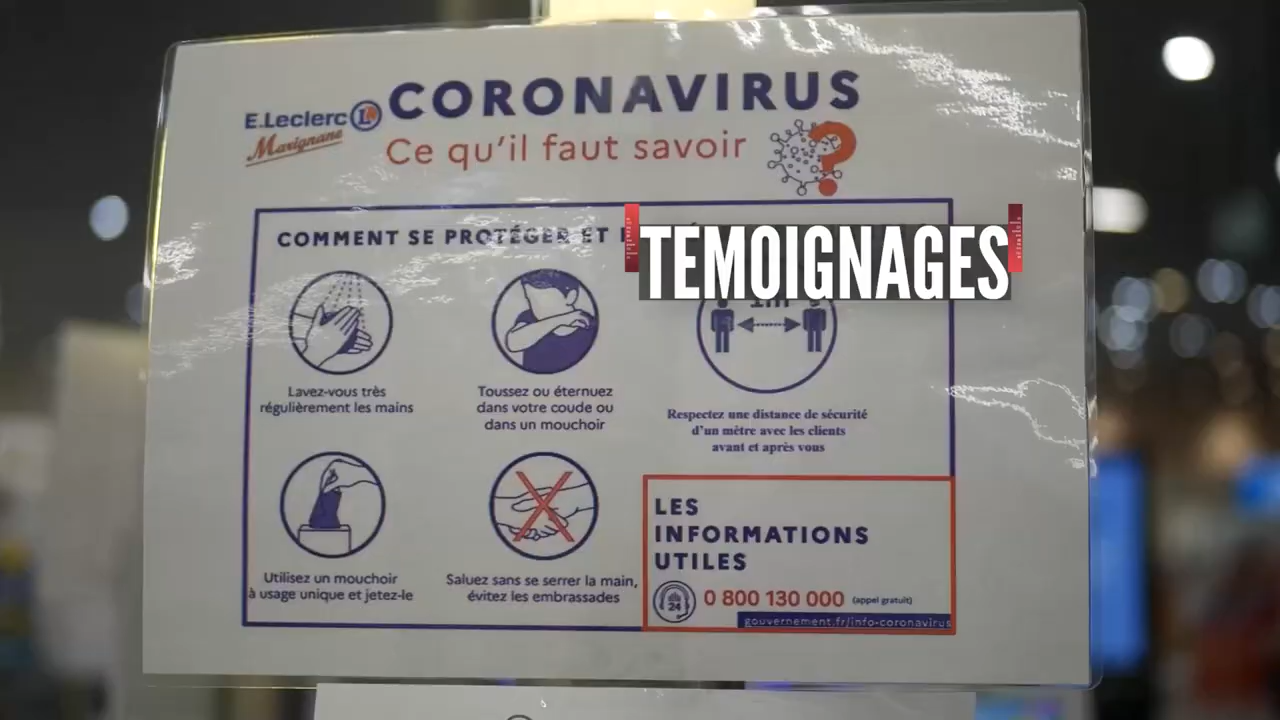 CORONAVIRUS
E.Leclerc L
Marignane
Ce qu'il faut savoir ?
COMMENT SE PROTÉGER ET
TEMOIGNAGES
Lavez-vous très
régulièrement les mains
Toussez ou éternuez
dans votre coude ou
dans un mouchoir
Respectez une distance de sécurité
d'un mètre avec les clients
avant et après vous
Utilisez un mouchoir
à usage unique et jetez-le
Saluez sans se serrer la main,
évitez les embrassades
LES
INFORMATIONS
UTILES
24
0 800 130 000 (appel gratuit)
gouvernement.fr/info-coronavirus